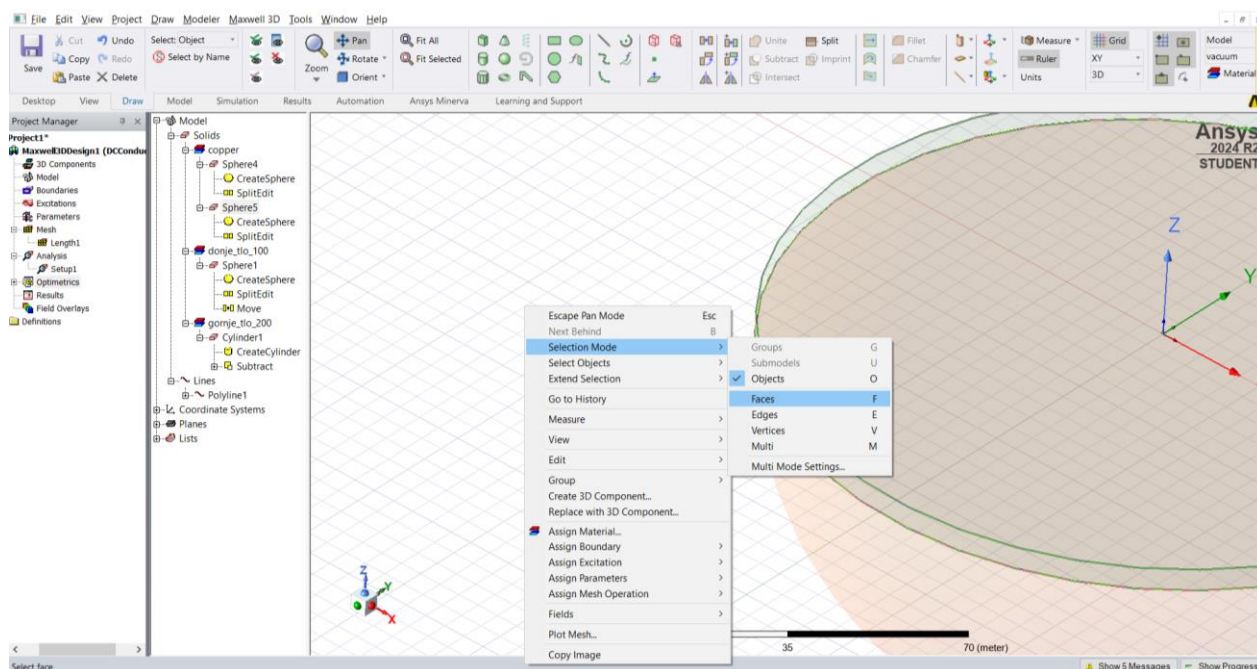 File Edit View Project Draw Modeler Maxwell 3D Tools Window Help
Save
Cut
Copy
Paste
Undo
Redo
Delete
Select: Object
Select by Name
Zoom
Pan
Rotate
Orient
Fit All
Fit Selected
Unite
Subtract
Intersect
Split
Imprint
Fillet
Chamfer
Measure
Ruler
Units
Grid
XY
3D
Model
vacuum
Material
Desktop View Draw Model Simulation Results Automation Ansys Minerva Learning and Support
Project Manager
Project1*
Maxwell3DDesign1 (DCCondu
3D Components
Model
Boundaries
Excitations
Parameters
Mesh
Length1
Analysis
Setup1
Optimetrics
Results
Field Overlays
Definitions
Model
Solids
copper
Sphere4
CreateSphere
SplitEdit
Sphere5
CreateSphere
SplitEdit
donje_tlo_100
Sphere1
CreateSphere
SplitEdit
Move
gornje_tlo_200
Cylinder1
CreateCylinder
Subtract
Lines
Polyline1
Coordinate Systems
Planes
Lists
Ansys
2024 R2
STUDENT
Z
Y
Escape Pan Mode Esc
Next Behind B
Selection Mode
Select Objects
Extend Selection
Go to History
Measure
View
Edit
Group
Create 3D Component...
Replace with 3D Component...
Assign Material...
Assign Boundary
Assign Excitation
Assign Parameters
Assign Mesh Operation
Fields
Plot Mesh...
Copy Image
Groups G
Submodels U
Objects O
Faces F
Edges E
Vertices V
Multi M
Multi Mode Settings...
Z
Y
X
35
70 (meter)
Select face
Show 5 Messages
Show Progress